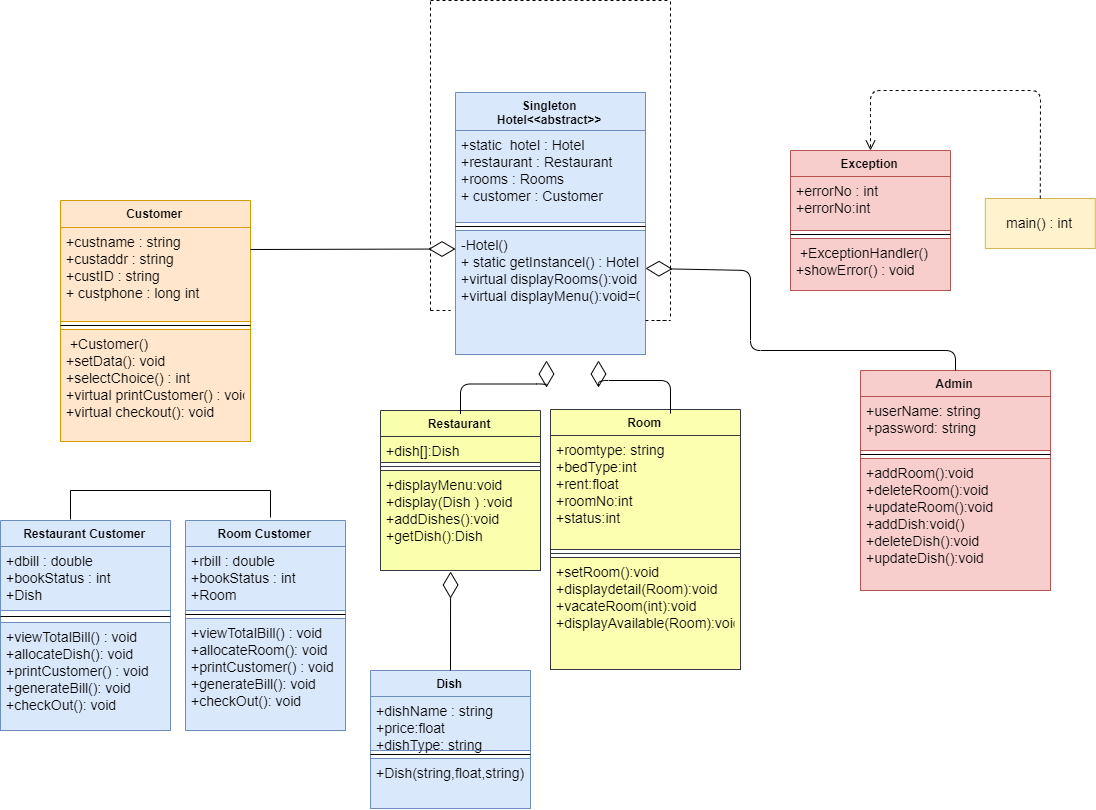 Singleton
Hotel<<abstract>>
+static  hotel : Hotel
+restaurant : Restaurant
+rooms : Rooms
+ customer : Customer
-Hotel()
+ static getInstancel() : Hotel
+virtual displayRooms():void
+virtual displayMenu():void=
Exception
+errorNo : int
+errorNo:int
+ExceptionHandler()
+showError() : void
main() : int
Customer
+custname : string
+custaddr : string
+custID : string
+ custphone : long int
+Customer()
+setData(): void
+selectChoice() : int
+virtual printCustomer() : voi
+virtual checkout(): void
Admin
+userName: string
+password: string
+addRoom():void
+deleteRoom():void
+updateRoom():void
+addDish:void()
+deleteDish():void
+updateDish():void
Restaurant
+dish[]:Dish
+displayMenu:void
+display(Dish ) :void
+addDishes():void
+getDish():Dish
Room
+roomtype: string
+bedType:int
+rent:float
+roomNo:int
+status:int
+setRoom():void
+displaydetail(Room):void
+vacateRoom(int):void
+displayAvailable(Room):voi
Restaurant Customer
+dbill : double
+bookStatus : int
+Dish
+viewTotalBill() : void
+allocateDish(): void
+printCustomer() : void
+generateBill(): void
+checkOut(): void
Room Customer
+rbill : double
+bookStatus : int
+Room
+viewTotalBill() : void
+allocateRoom(): void
+printCustomer() : void
+generateBill(): void
+checkOut(): void
Dish
+dishName : string
+price:float
+dishType: string
+Dish(string,float,string)